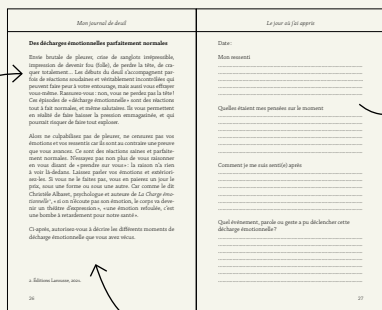 Mon journal de deuil
Des décharges émotionnelles parfaitement normales
Envie brutale de pleurer, crise de sanglots irrépressible,
impression de devenir fou (folle), de perdre la tête, de cra-
quer totalement… Les débuts du deuil s'accompagnent par-
fois de réactions soudaines et véritablement incontrôlées qui
peuvent faire peur à votre entourage, mais aussi vous effrayer
vous-même. Rassurez-vous : non, vous ne perdez pas la tête !
Ces épisodes de « décharge émotionnelle » sont des réactions
tout à fait normales, et même salutaires. Ils vous permettent
en réalité de faire baisser la pression emmagasinée, et qui
pourrait risquer de faire tout exploser.
Alors ne culpabilisez pas de pleurer, ne censurez pas vos
émotions et vos ressentis car ils sont au contraire une preuve
que vous avancez. Ce sont des réactions saines et parfaite-
ment normales. N'essayez pas non plus de vous raisonner
en vous disant de « prendre sur vous » : la raison n'a rien
à voir là-dedans. Laissez parler vos émotions et extériori-
sez-les. Si vous ne le faites pas, vous en paierez un jour le
prix, sous une forme ou sous une autre. Car comme le dit
Christèle Albaret, psychologue et auteure de La Charge émo-
tionnelle², « si on n'écoute pas son émotion, le corps va deve-
nir un théâtre d'expression », « une émotion refoulée, c'est
une bombe à retardement pour notre santé ».
Ci-après, autorisez-vous à décrire les différents moments de
décharge émotionnelle que vous avez vécus.
2. Éditions Larousse, 2020.
26
Le jour où j'ai appris
Date :
Mon ressenti
Quelles étaient mes pensées sur le moment
Comment je me suis senti(e) après
Quel événement, parole ou geste a pu déclencher cette
décharge émotionnelle ?
27